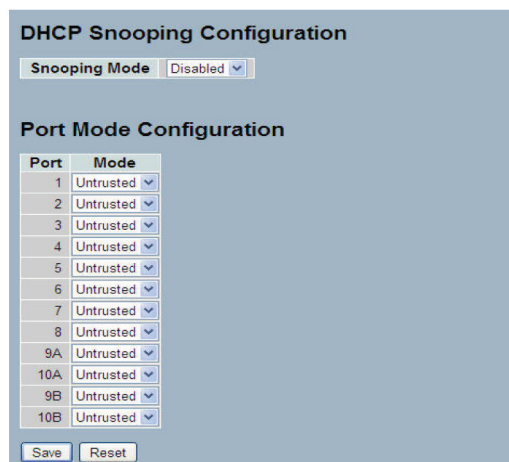 DHCP Snooping Configuration
Snooping Mode Disabled
Port Mode Configuration
Port Mode
1 Untrusted
2 Untrusted
3 Untrusted
4 Untrusted
5 Untrusted
6 Untrusted
7 Untrusted
8 Untrusted
9A Untrusted
10A Untrusted
9B Untrusted
10B Untrusted
Save Reset